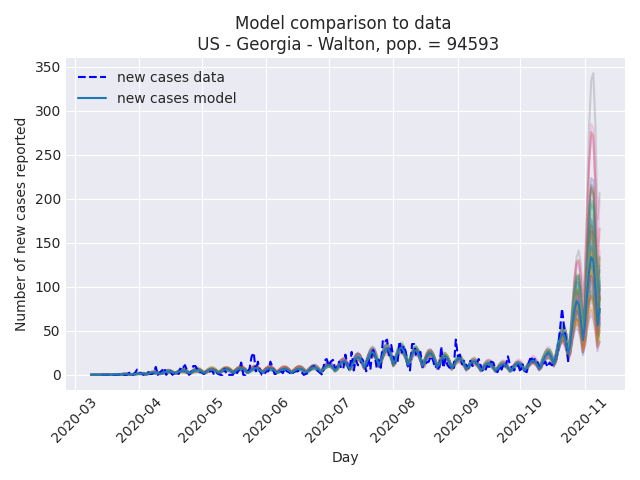 Model comparison to data
US - Georgia - Walton, pop. = 94593
new cases data
new cases model
Number of new cases reported
350
300
250
200
150
100
50
0
2020-03
2020-04
2020-05
2020-06
2020-07
2020-08
2020-09
2020-10
2020-11
Day